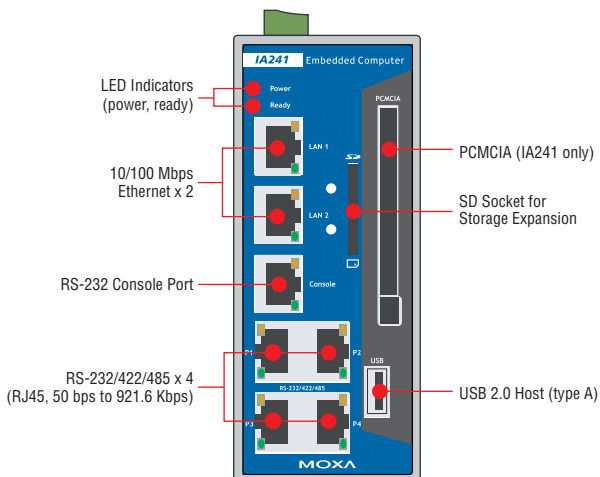 IA241 Embedded Computer
LED Indicators
(power, ready)
Power
Ready
PCMCIA
LAN 1
10/100 Mbps
Ethernet x 2
PCMCIA (IA241 only)
SD
SD Socket for
Storage Expansion
LAN 2
RS-232 Console Port
Console
P1
P2
USB
RS-232/422/485 x 4
(RJ45, 50 bps to 921.6 Kbps)
RS-232/422/485
USB 2.0 Host (type A)
P3
P4
MOXA